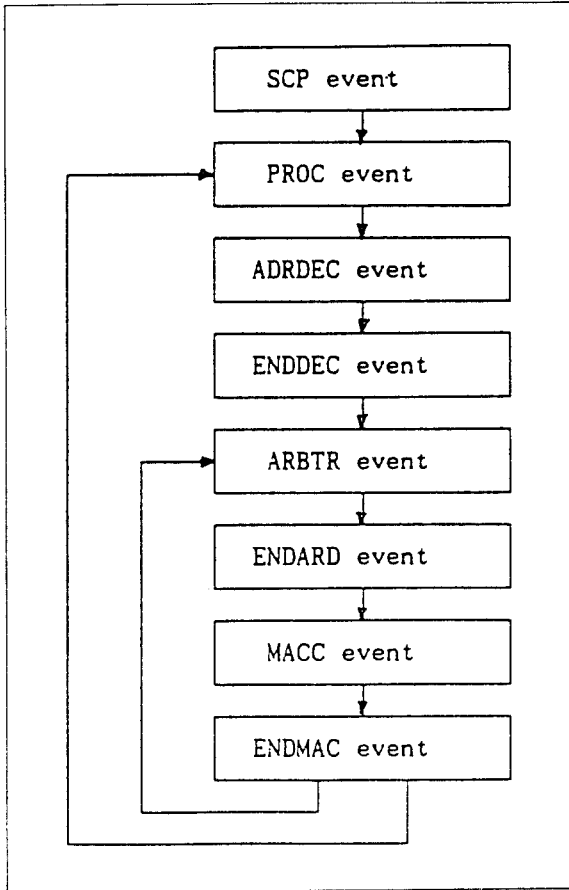 SCP event
PROC event
ADRDEC event
ENDDEC event
ARBTR event
ENDARD event
MACC event
ENDMAC event